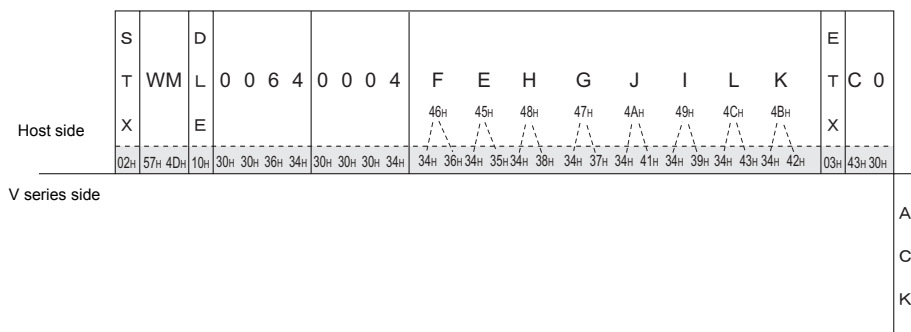 S D E
T WM L 0 0 6 4 0 0 0 4 F E H G J I L K T C 0
46H 45H 48H 47H 4AH 49H 4CH 4BH
X E X
Host side
02H 57H 4DH 10H 30H 30H 36H 34H 30H 30H 30H 34H 34H 36H 34H 35H 34H 38H 34H 37H 34H 41H 34H 39H 34H 43H 34H 42H 03H 43H 30H
V series side
A
C
K